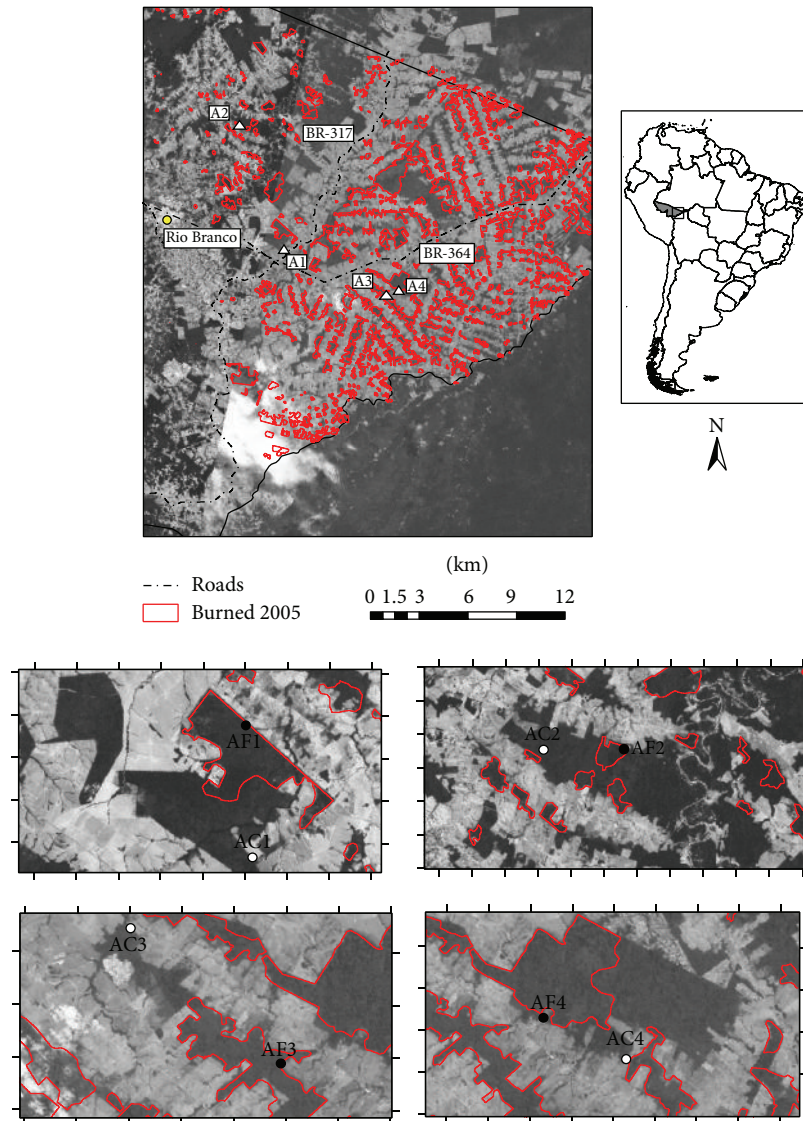 A2
BR-317
Rio Branco
A1
BR-364
A3
A4
N
Roads
Burned 2005
(km)
0 1.5 3 6 9 12
AF1
AC1
AC2
AF2
AC3
AF3
AF4
AC4